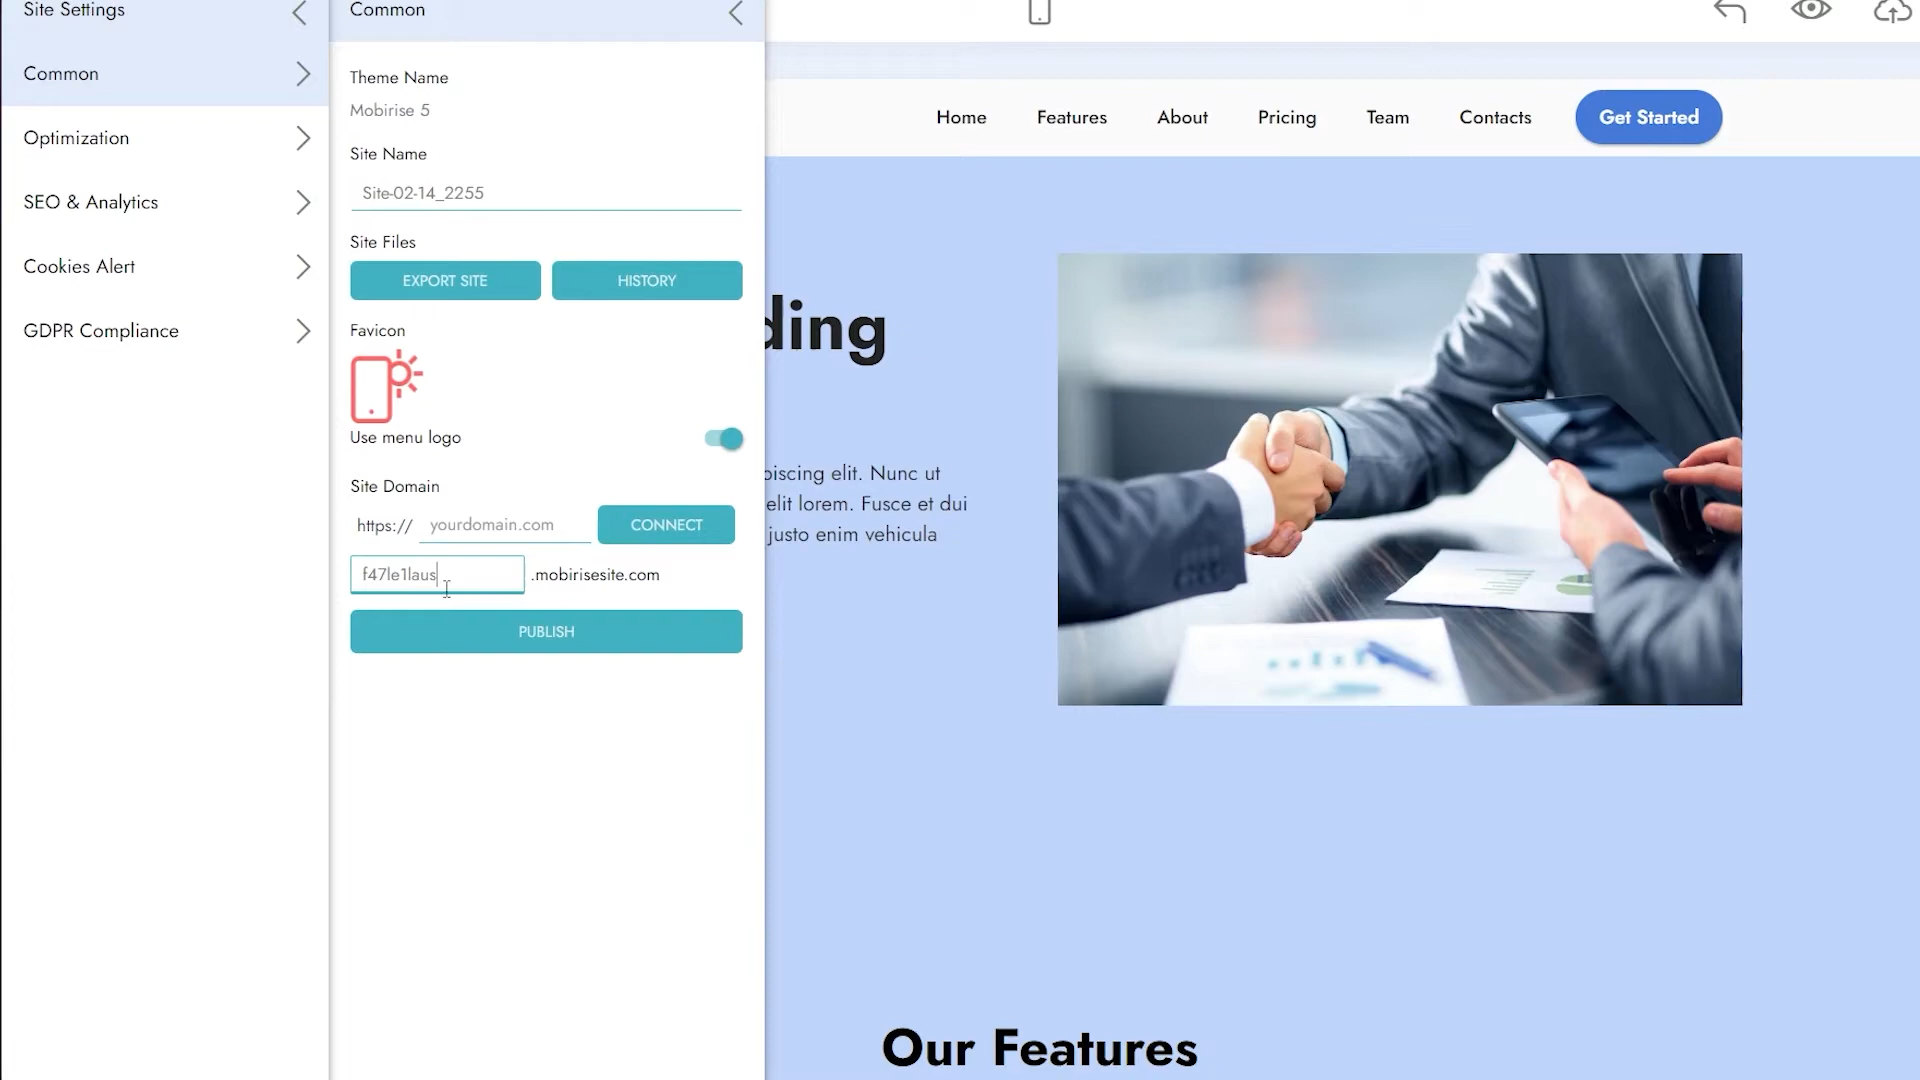 Site Settings
Common
Optimization
SEO & Analytics
Cookies Alert
GDPR Compliance
Common
Theme Name
Mobirise 5
Site Name
Site-02-14_2255
Site Files
EXPORT SITE
HISTORY
Favicon
Use menu logo
Site Domain
https:// yourdomain.com CONNECT
f47le1laus .mobirisesite.com
PUBLISH
Home Features About Pricing Team Contacts Get Started
elit. Nunc ut
elit lorem. Fusce et dui
justo enim vehicula
Our Features